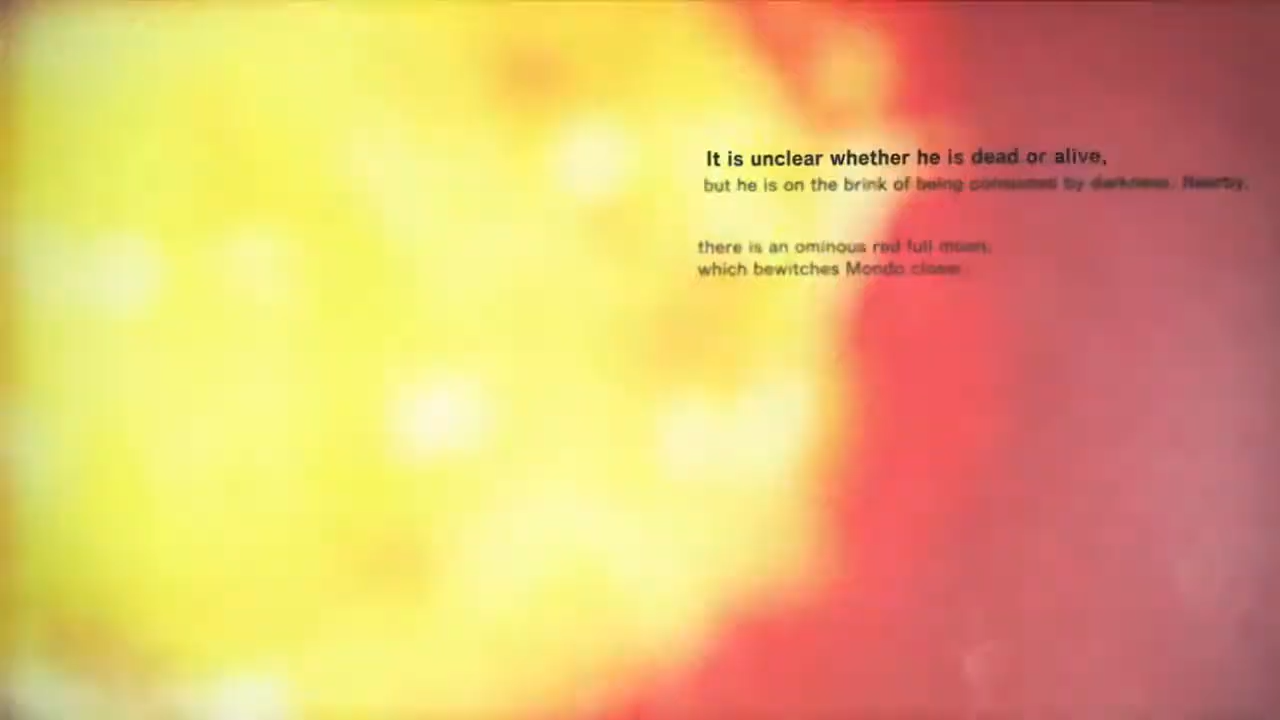 It is unclear whether he is dead or alive,
but he is on the brink of being consumed by darkness. Nearby,
there is an ominous red full moon,
which bewitches Mondo closer.